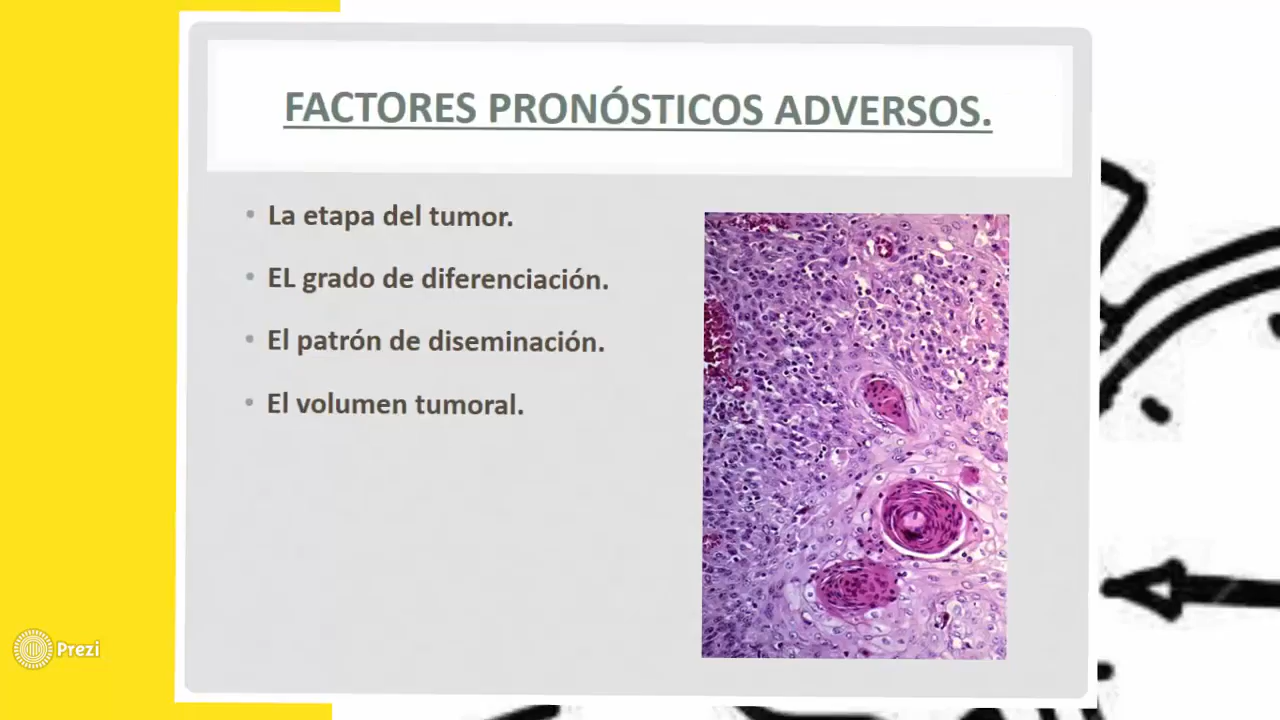 FACTORES PRONÓSTICOS ADVERSOS.
• La etapa del tumor.
• EL grado de diferenciación.
• El patrón de diseminación.
• El volumen tumoral.
Prezi